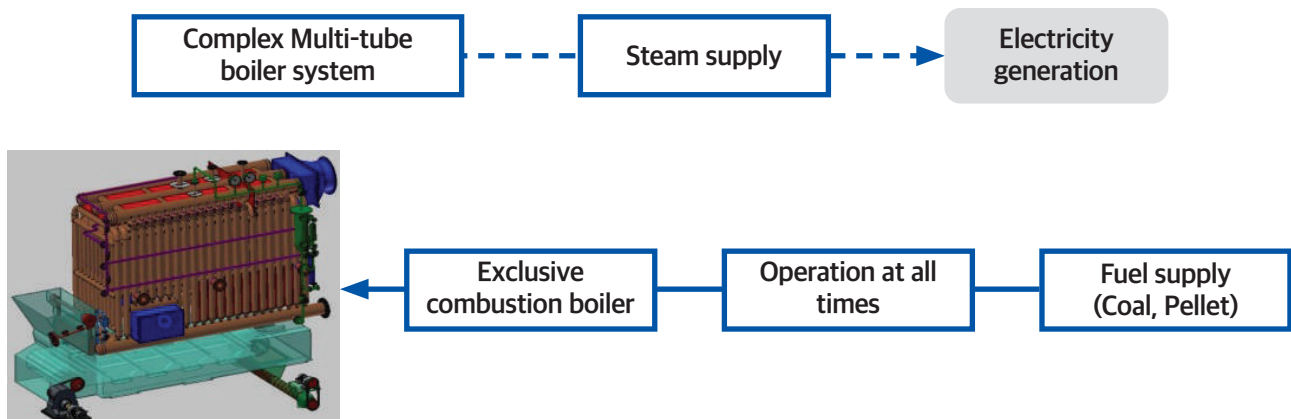 Complex Multi-tube
boiler system
Steam supply
Electricity
generation
Exclusive
combustion boiler
Operation at all
times
Fuel supply
(Coal, Pellet)